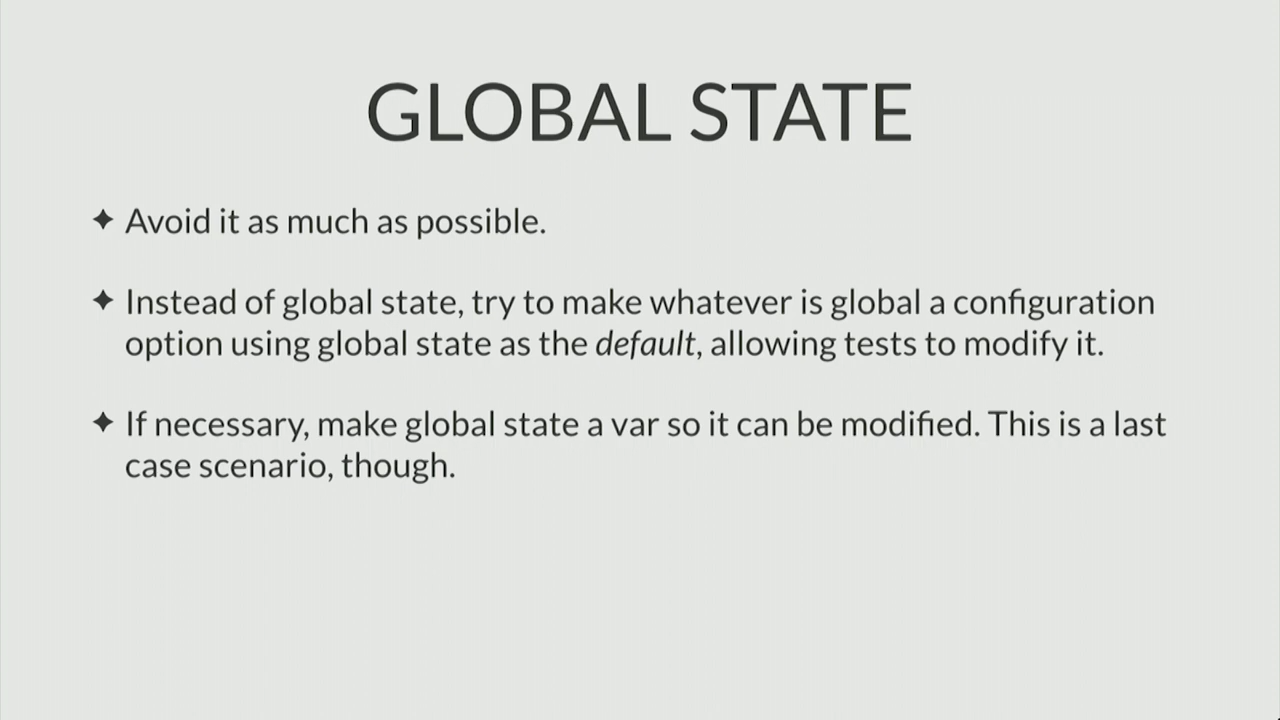 GLOBAL STATE
✦ Avoid it as much as possible.
✦ Instead of global state, try to make whatever is global a configuration
option using global state as the default, allowing tests to modify it.
✦ If necessary, make global state a var so it can be modified. This is a last
case scenario, though.